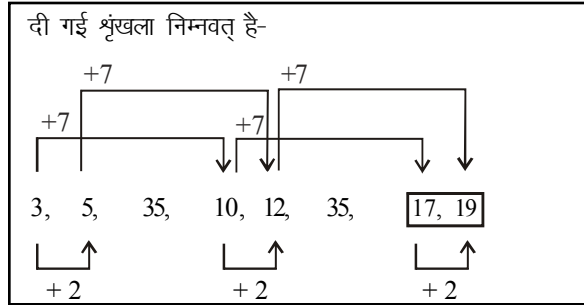 दी गई शृंखला निम्नवत् है-
+7 +7
+7 +7
3, 5, 35, 10, 12, 35, 17, 19
+ 2 + 2 + 2